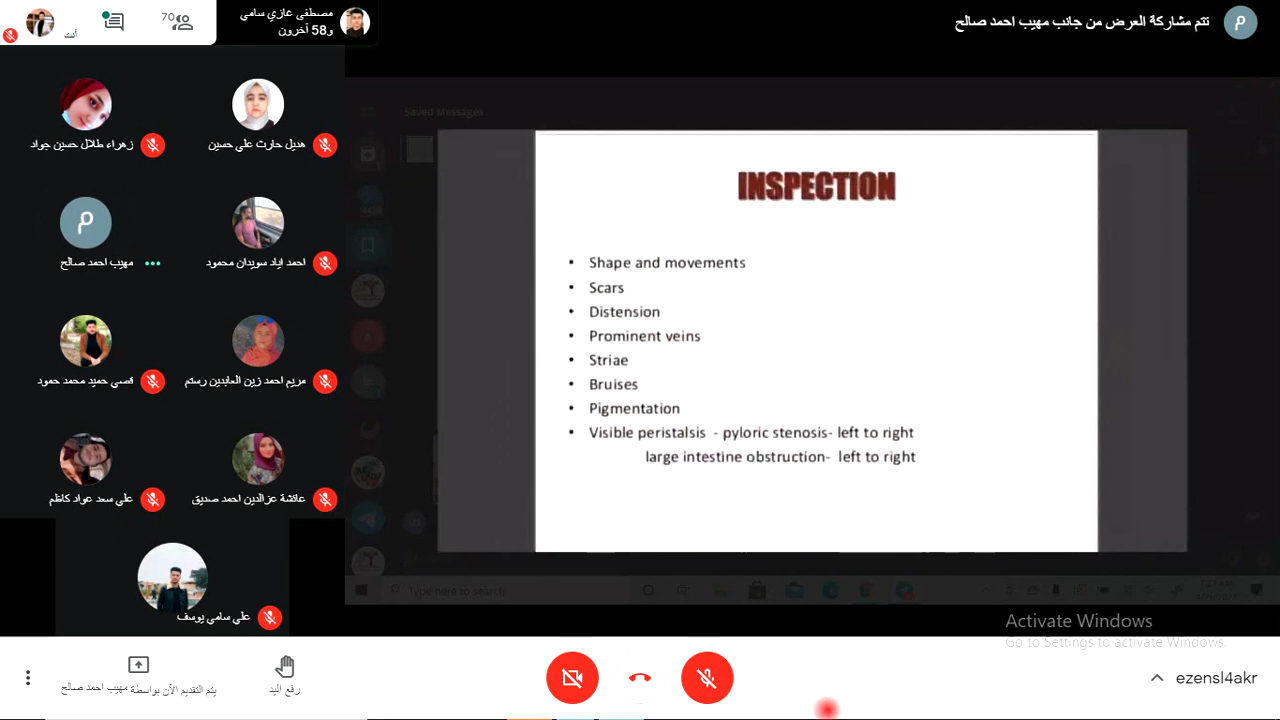 تتم مشاركة العرض من جانب مهيب احمد صالح
م
مصطفى غازي سامي
و58 آخرون
70
أنت
هديل حارث علي حسين
زهراء طلال حسين جواد
احمد اياد سويدان محمود
م
مهيب احمد صالح
مريم احمد زين العابدين رستم
قصي حميد محمد حمود
عائشة عزالدين احمد صديق
علي سعد عواد كاظم
علي سامي يوسف
Saved Messages
INSPECTION
• Shape and movements
• Scars
• Distension
• Prominent veins
• Striae
• Bruises
• Pigmentation
• Visible peristalsis - pyloric stenosis- left to right
large intestine obstruction- left to right
Type here to search
Activate Windows
Go to Settings to activate Windows.
يتم التقديم الآن بواسطة مهيب احمد صالح
رفع اليد
ezensl4akr